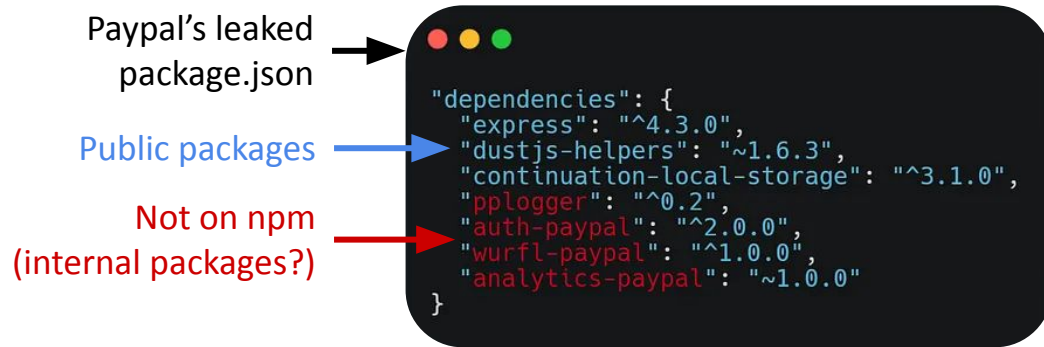 Paypal's leaked
package.json
Public packages
Not on npm
(internal packages?)
"dependencies": {
"express": "^4.3.0",
"dustjs-helpers": "~1.6.3",
"continuation-local-storage": "^3.1.0",
"pplogger": "^0.2",
"auth-paypal": "^2.0.0",
"wurfl-paypal": "^1.0.0",
"analytics-paypal": "~1.0.0"
}